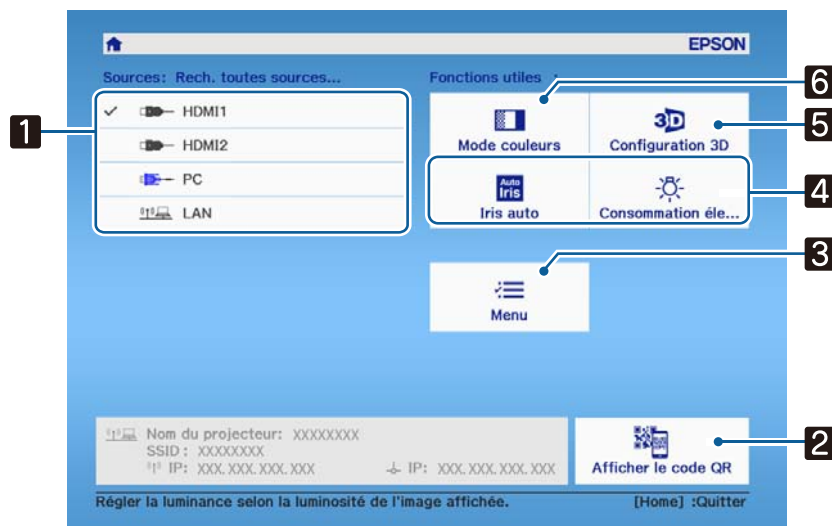 EPSON
Sources: Rech. toutes sources...
Fonctions utiles :
1
HDMI1
HDMI2
PC
LAN
6
Mode couleurs
3D
Configuration 3D
5
Auto Iris
Iris auto
Consommation éle...
4
3
Menu
Nom du projecteur: XXXXXXXX
SSID : XXXXXXXX
IP: XXX.XXX.XXX.XXX IP: XXX.XXX.XXX.XXX
Afficher le code QR
2
Régler la luminance selon la luminosité de l'image affichée. [Home] :Quitter